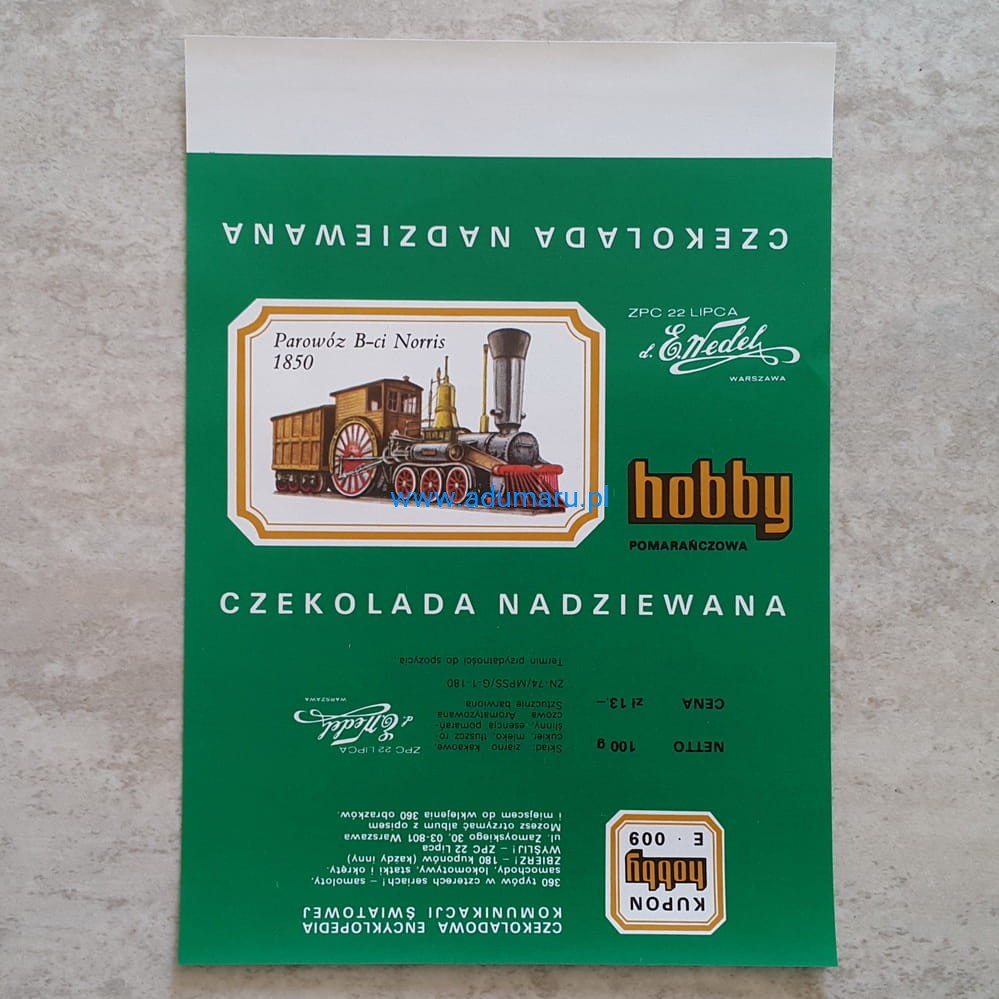 CZEKOLADA NADZIEWANA
Parowóz B-ci Norris
1850
ZPC 22 LIPCA
d. E. Wedel
WARSZAWA
www.adumaru.pl
hobby
POMARAŃCZOWA
CZEKOLADA NADZIEWANA
KUPON
hobby
E · 009
CZEKOLADOWA ENCYKLOPEDIA
KOMUNIKACJI ŚWIATOWEJ
360 typów w czterech seriach! – samoloty,
samochody, lokomotywy, statki i okręty.
ZBIERZ! – 180 kuponów (każdy inny)
WYŚLIJ! – ZPC 22 Lipca
ul. Zamoyskiego 30, 03-801 Warszawa
Możesz otrzymać album z opisem
i miejscem do wklejenia 360 obrazków.
NETTO 100 g
CENA zł 13.–
Skład: ziarno kakaowe,
cukier, mleko, tłuszcz ro-
ślinny, esencja pomarań-
czowa. Aromatyzowana.
Sztucznie barwiona
ZN-74/MPSS/G-1-180
Termin przydatności do spożycia
ZPC 22 LIPCA
d. E. Wedel
WARSZAWA